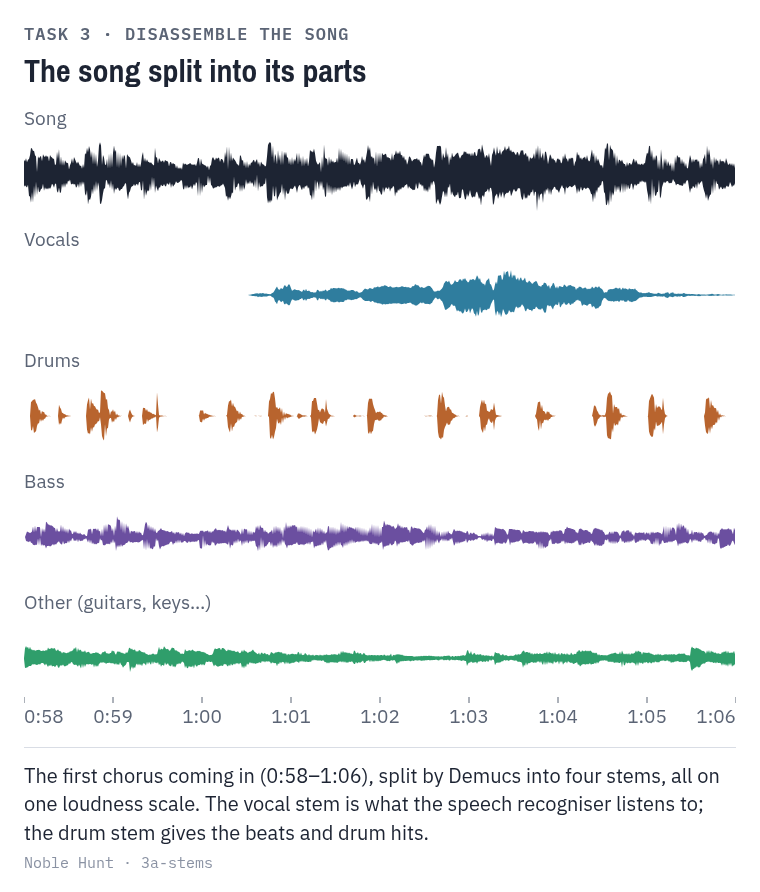 TASK 3 · DISASSEMBLE THE SONG
The song split into its parts
Song
Vocals
Drums
Bass
Other (guitars, keys…)
0:58 0:59 1:00 1:01 1:02 1:03 1:04 1:05 1:06
The first chorus coming in (0:58–1:06), split by Demucs into four stems, all on
one loudness scale. The vocal stem is what the speech recogniser listens to;
the drum stem gives the beats and drum hits.
Noble Hunt · 3a-stems